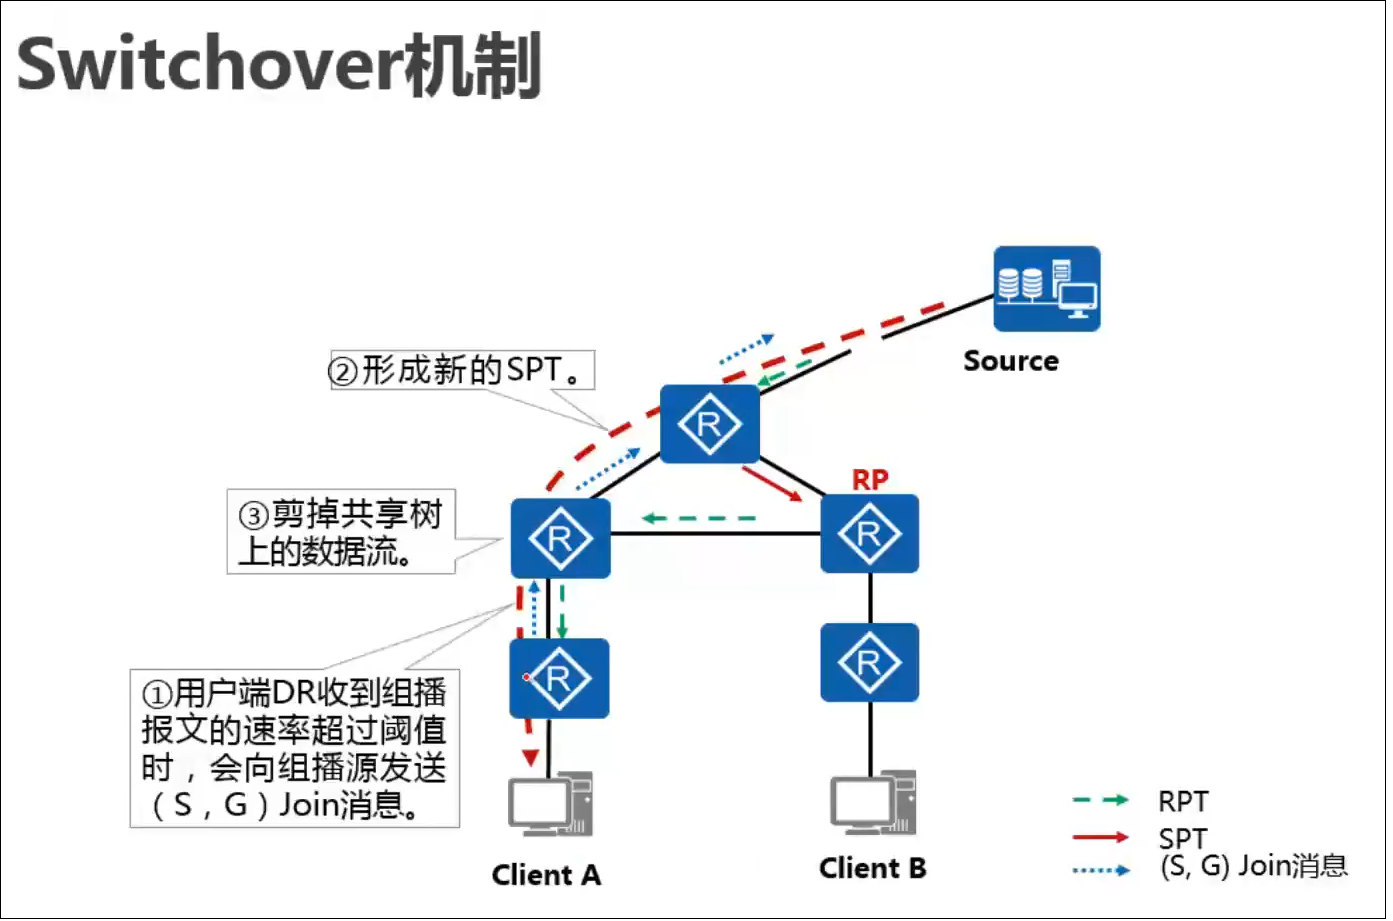 Switchover机制
Source
②形成新的SPT。
R
RP
③剪掉共享树
上的数据流。
R
R
①用户端DR收到组播
报文的速率超过阈值
时，会向组播源发送
（S，G）Join消息。
R
R
Client A
Client B
RPT
SPT
(S, G) Join消息